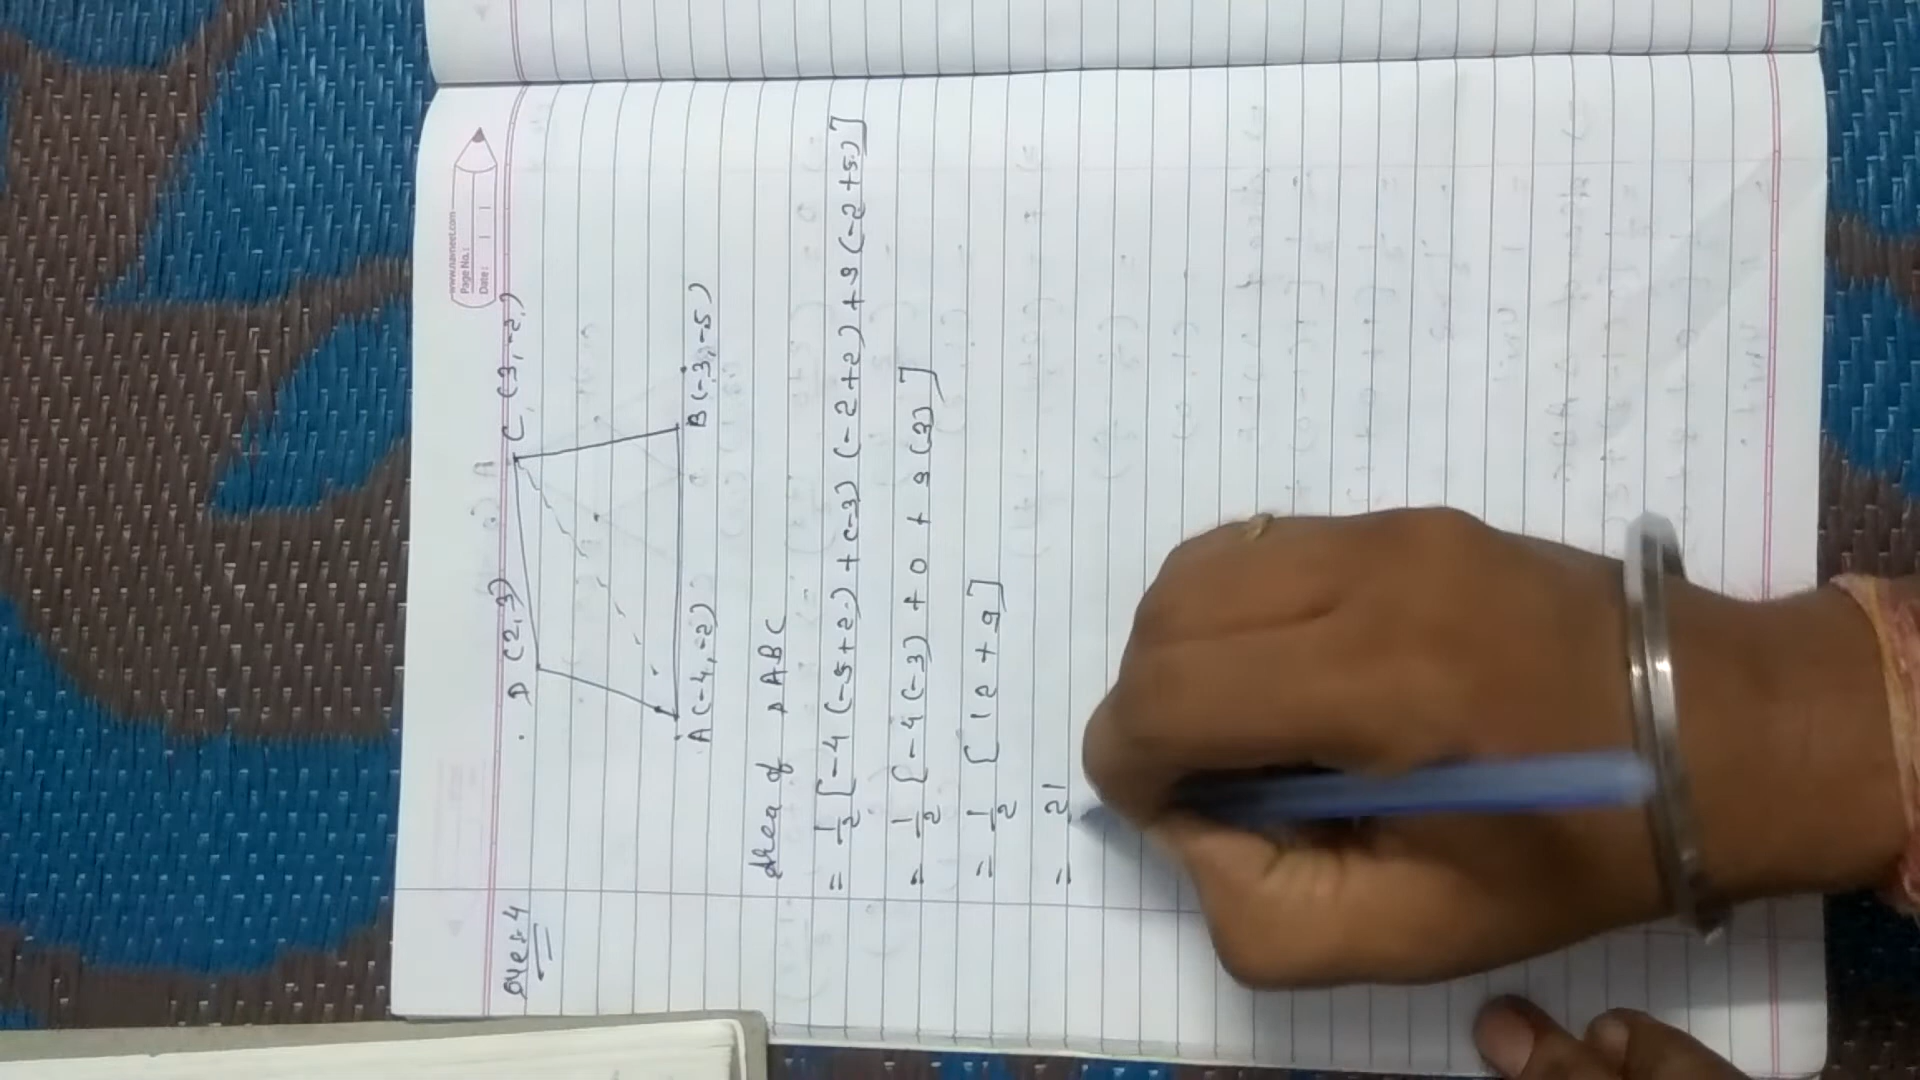 www.navneet.com
Page No.:
Date:
Ques-4
D (2,3)
C (3,-2)
A (-4,-2)
B (-3,-5)
Area of △ABC
= 1/2 [-4 (-5+2) + (-3) (-2+2) + 3 (-2+5)]
= 1/2 [-4 (-3) + 0 + 3 (3)]
= 1/2 [12 + 9]
= 21